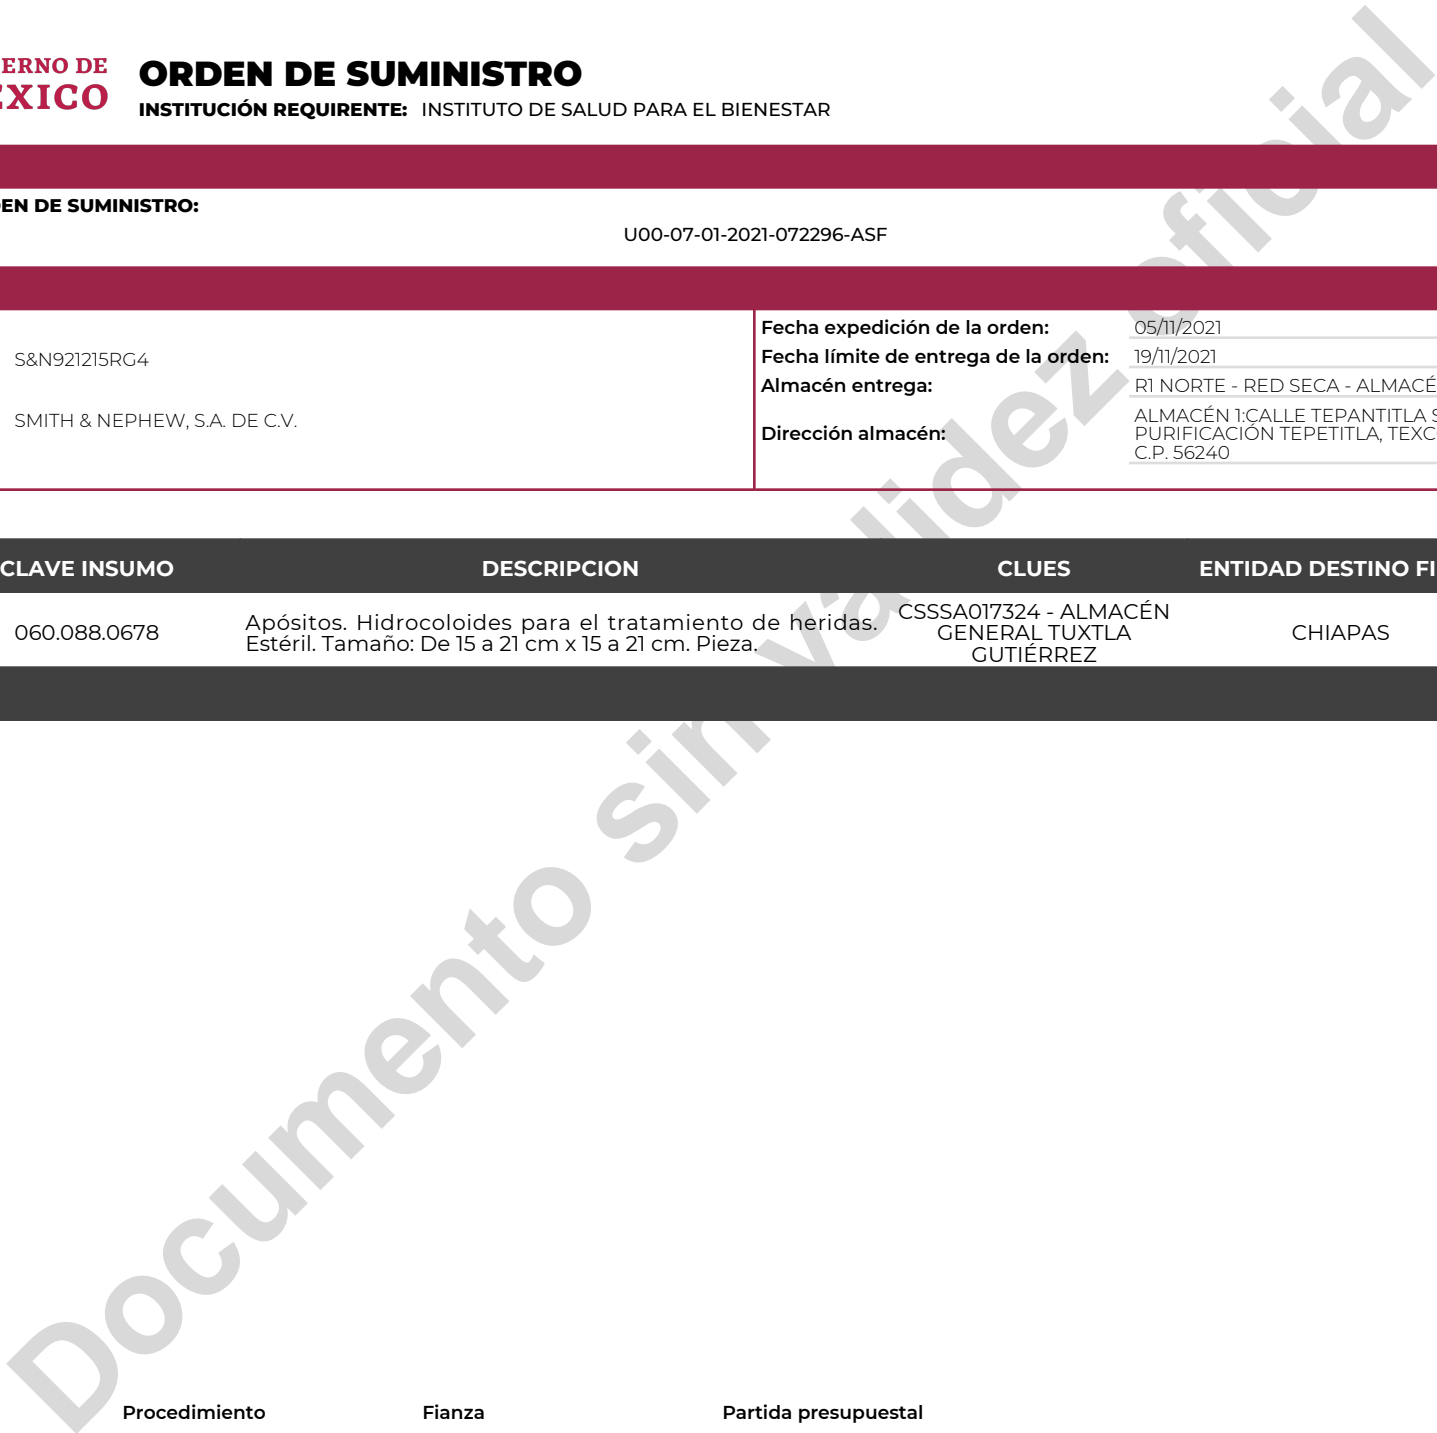 ERNO DE
EXICO
ORDEN DE SUMINISTRO
INSTITUCIÓN REQUIRENTE: INSTITUTO DE SALUD PARA EL BIENESTAR
EN DE SUMINISTRO:
U00-07-01-2021-072296-ASF
S&N921215RG4
SMITH & NEPHEW, S.A. DE C.V.
Fecha expedición de la orden: 05/11/2021
Fecha límite de entrega de la orden: 19/11/2021
Almacén entrega: R1 NORTE - RED SECA - ALMACÉ
Dirección almacén:
ALMACÉN 1:CALLE TEPANTITLA S
PURIFICACIÓN TEPETITLA, TEXC
C.P. 56240
CLAVE INSUMO DESCRIPCION CLUES ENTIDAD DESTINO FI
060.088.0678
Apósitos. Hidrocoloides para el tratamiento de heridas.
Estéril. Tamaño: De 15 a 21 cm x 15 a 21 cm. Pieza.
CSSSA017324 - ALMACÉN
GENERAL TUXTLA
GUTIÉRREZ
CHIAPAS
Documento sin validez oficial
Procedimiento Fianza Partida presupuestal